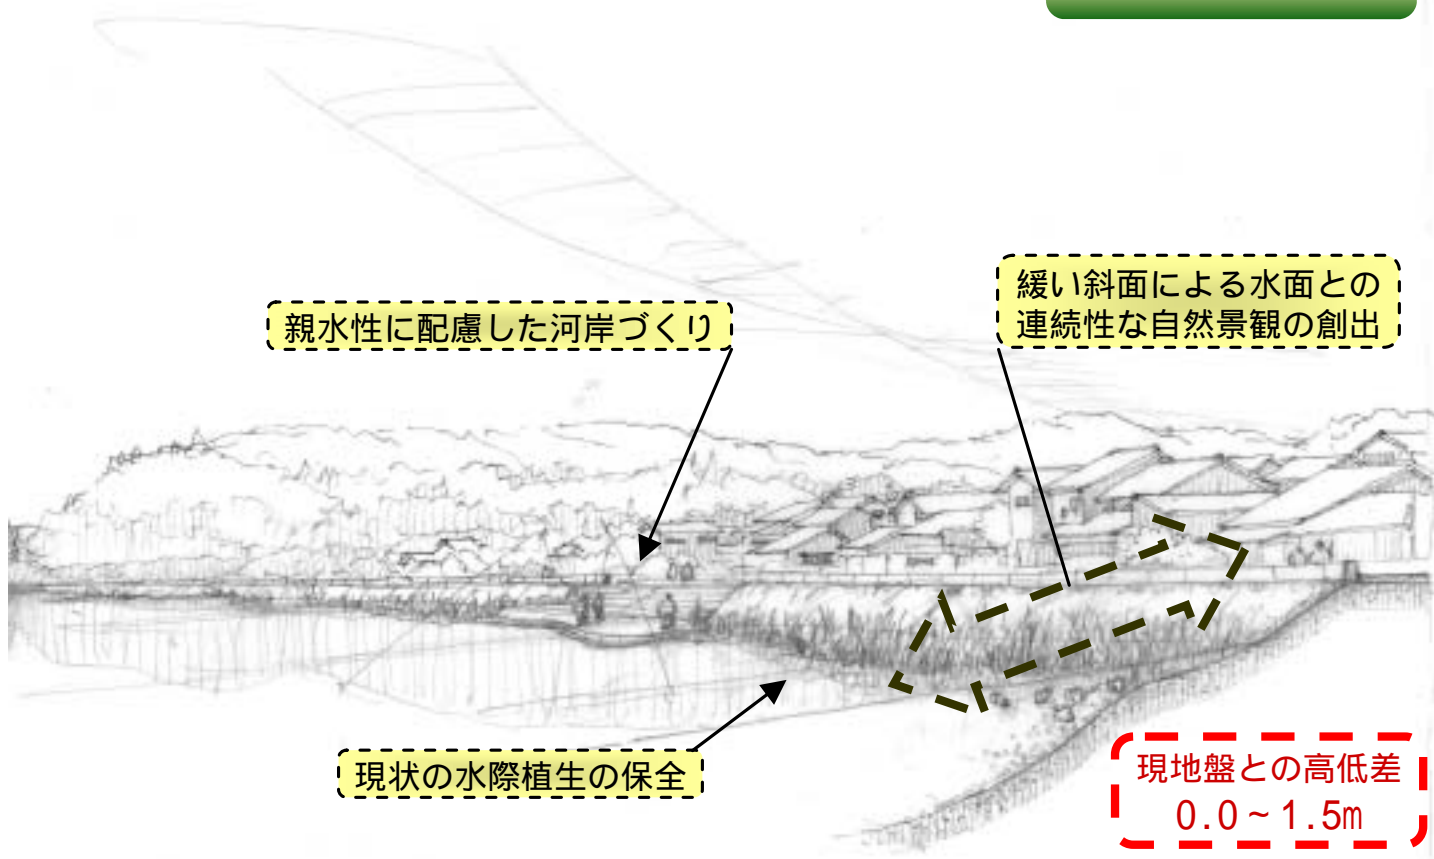 緩い斜面による水面との
連続性な自然景観の創出
親水性に配慮した河岸づくり
現状の水際植生の保全
現地盤との高低差
0.0~1.5m